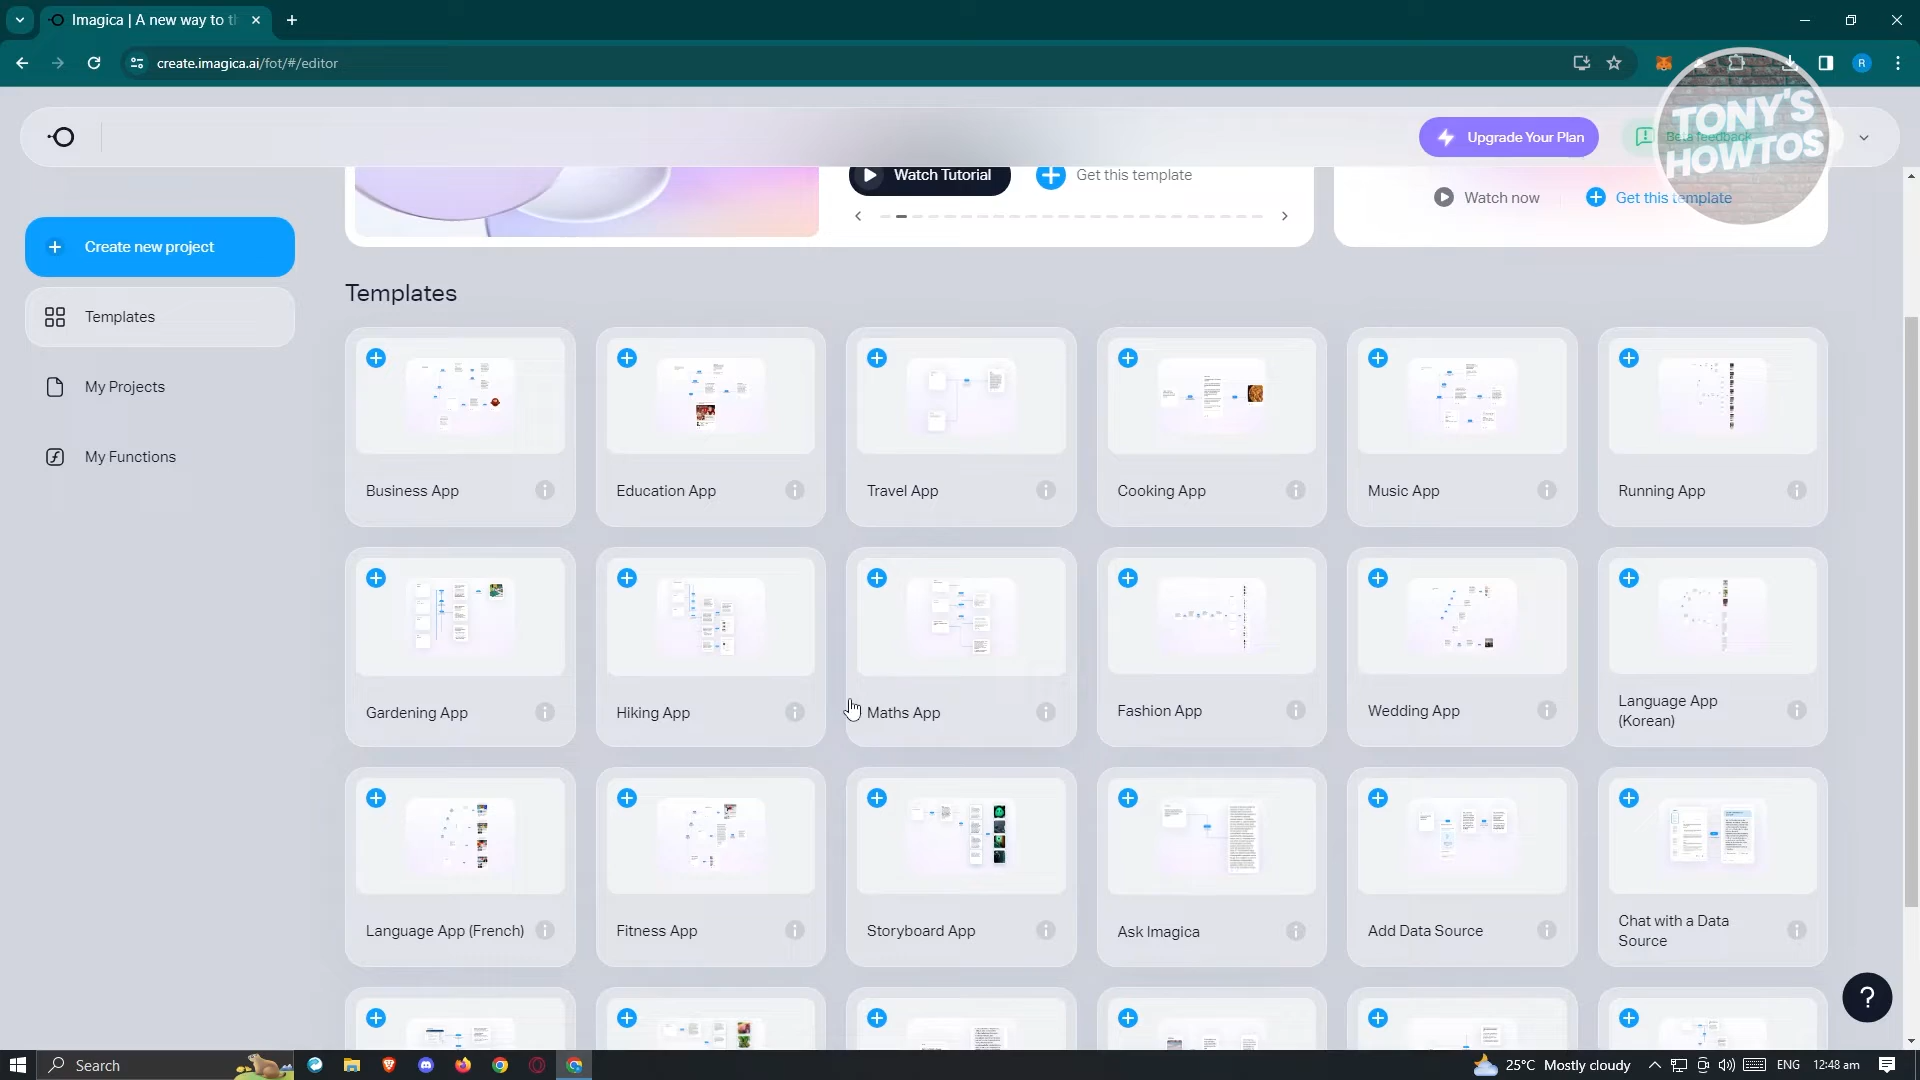 Imagica | A new way to th
create.imagica.ai/fot/#/editor
R
TONY'S
HOWTOS
Upgrade Your Plan
Beta feedback
Watch Tutorial
Get this template
Watch now
Get this template
Create new project
Templates
My Projects
My Functions
Templates
Business App
Education App
Travel App
Cooking App
Music App
Running App
Gardening App
Hiking App
Maths App
Fashion App
Wedding App
Language App
(Korean)
Language App (French)
Fitness App
Storyboard App
Ask Imagica
Add Data Source
Chat with a Data
Source
?
Search
25°C Mostly cloudy
ENG
12:48 am